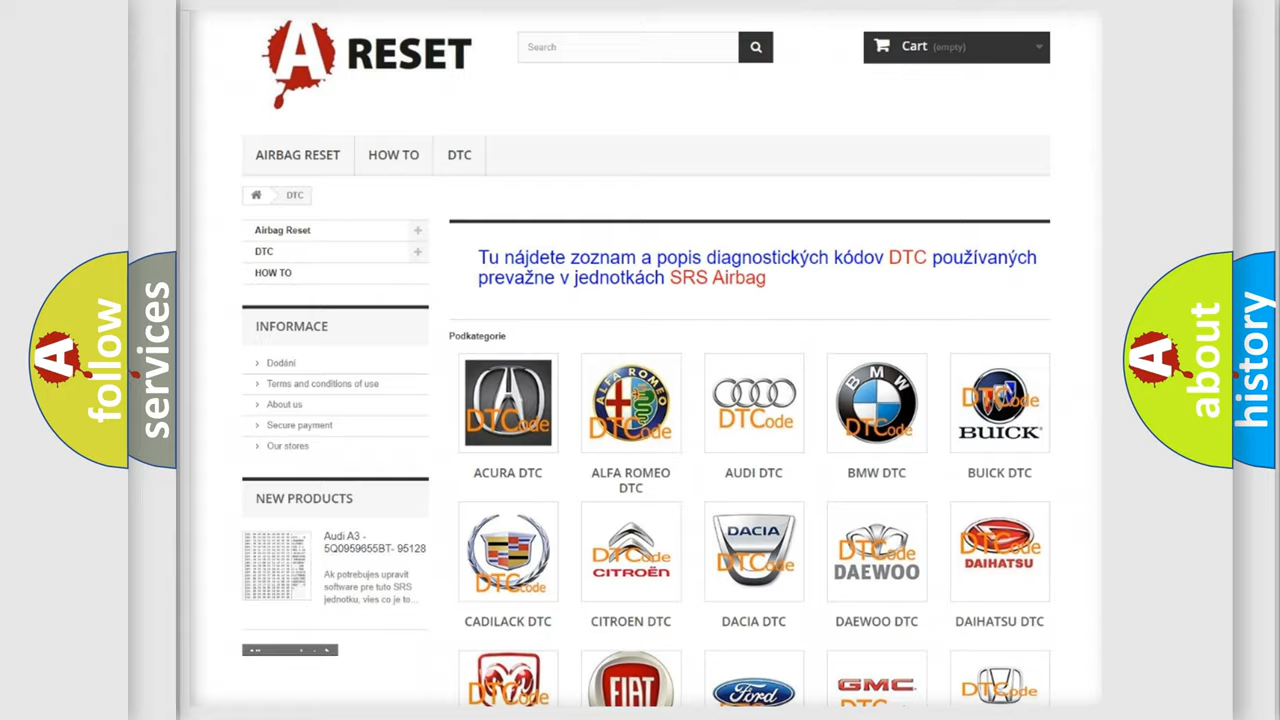 A RESET
Search
Cart (empty)
AIRBAG RESET
HOW TO
DTC
DTC
Airbag Reset
DTC
HOW TO
INFORMACE
Dodání
Terms and conditions of use
About us
Secure payment
Our stores
NEW PRODUCTS
Audi A3 -
5Q0959655BT- 95128
Ak potrebujes upravit
software pre tuto SRS
jednotku, vies co je to...
Tu nájdete zoznam a popis diagnostických kódov DTC používaných
prevažne v jednotkách SRS Airbag
Podkategorie
DTCode
ALFA ROMEO
DTCode
DTCode
BMW
DTCode
DTCode
BUICK
ACURA DTC
ALFA ROMEO
DTC
AUDI DTC
BMW DTC
BUICK DTC
DTCode
DTCode
CITROËN
DACIA
DTCode
DTCode
DAEWOO
DTCode
DAIHATSU
CADILACK DTC
CITROEN DTC
DACIA DTC
DAEWOO DTC
DAIHATSU DTC
DTCode
FIAT
Ford
GMC
DTCode
A follow
services
A about
history